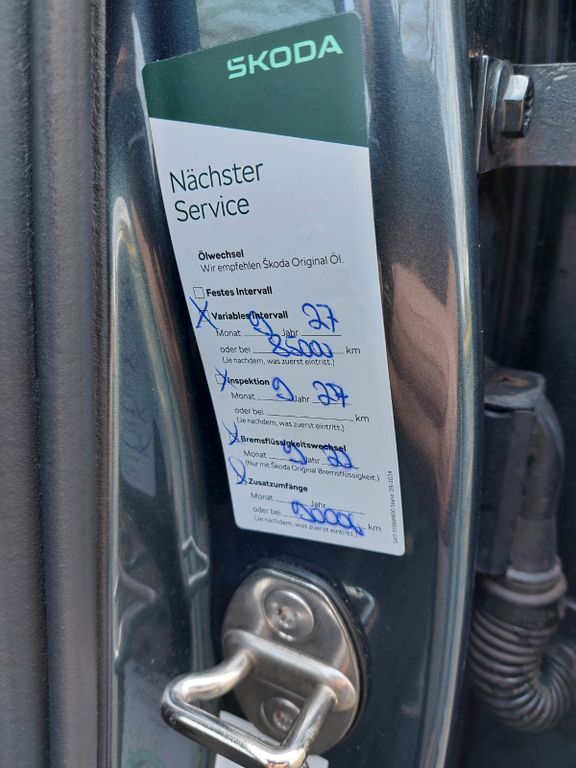 ŠKODA
Nächster
Service
Ölwechsel
Wir empfehlen Škoda Original Öl.
Festes Intervall
X Variables Intervall
Monat 9 Jahr 27
oder bei km
(Je nachdem, was zuerst eintritt.)
X Inspektion
Monat 9 Jahr 27
oder bei km
(Je nachdem, was zuerst eintritt.)
X Bremsflüssigkeitswechsel
Monat 9 Jahr
(Nur mit Škoda Original Bremsflüssigkeit.)
Zusatzumfänge
Monat Jahr
oder bei km
(Je nachdem, was zuerst eintritt.)